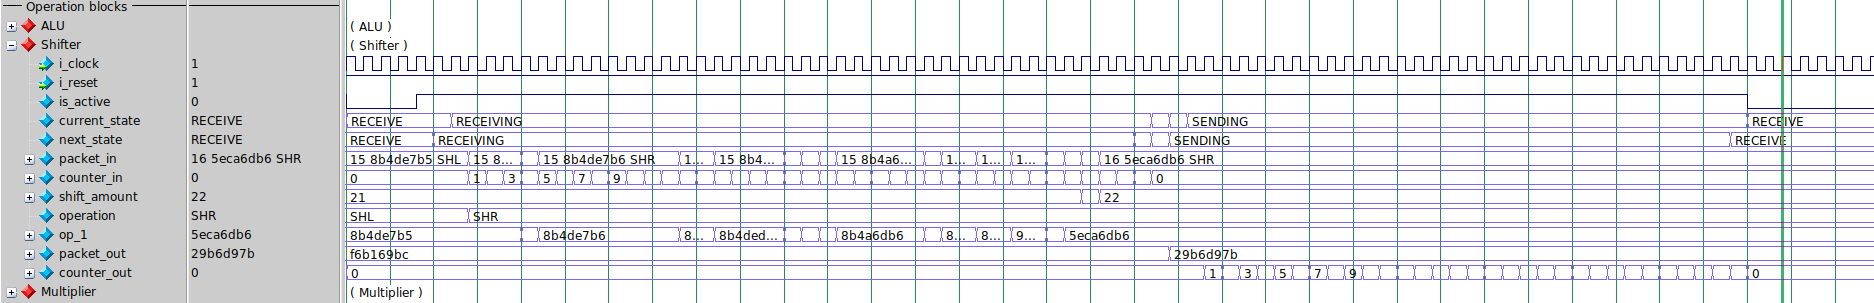 Operation blocks
ALU ( ALU )
Shifter ( Shifter )
i_clock 1
i_reset 1
is_active 0
current_state RECEIVE RECEIVE RECEIVING SENDING RECEIVE
next_state RECEIVE RECEIVE RECEIVING SENDING RECEIVE
packet_in 16 5eca6db6 SHR 15 8b4de7b5 SHL 15 8... 15 8b4de7b6 SHR 1... 15 8b4... 15 8b4a6... 1... 1... 1... 16 5eca6db6 SHR
counter_in 0 0 1 3 5 7 9 0
shift_amount 22 21 22
operation SHR SHL SHR
op_1 5eca6db6 8b4de7b5 8b4de7b6 8... 8b4ded... 8b4a6db6 8... 8... 9... 5eca6db6
packet_out 29b6d97b f6b169bc 29b6d97b
counter_out 0 0 1 3 5 7 9 0
Multiplier ( Multiplier )